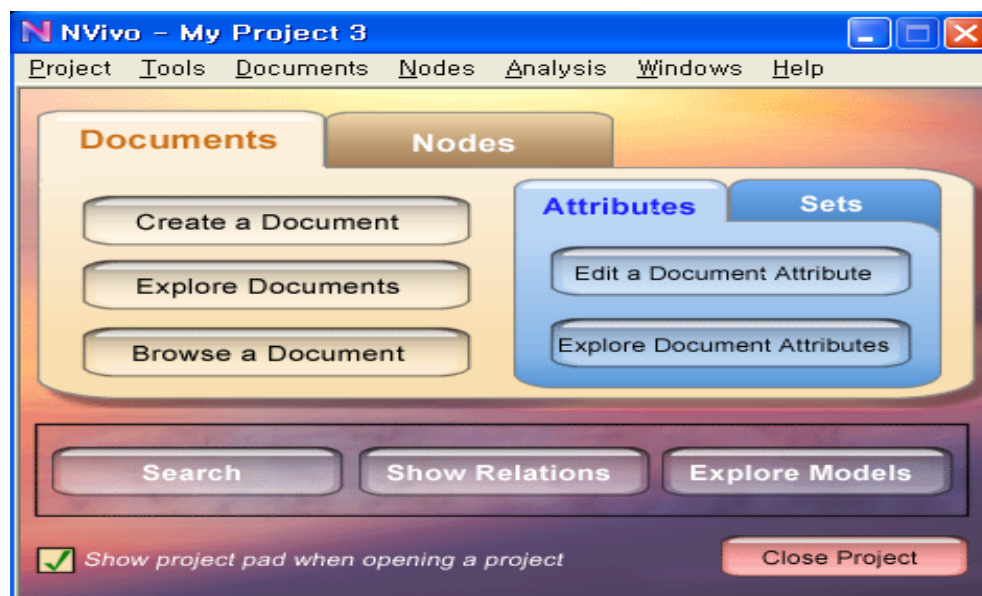 NVivo - My Project 3
Project Tools Documents Nodes Analysis Windows Help
Documents Nodes
Attributes Sets
Create a Document
Edit a Document Attribute
Explore Documents
Explore Document Attributes
Browse a Document
Search Show Relations Explore Models
Show project pad when opening a project
Close Project